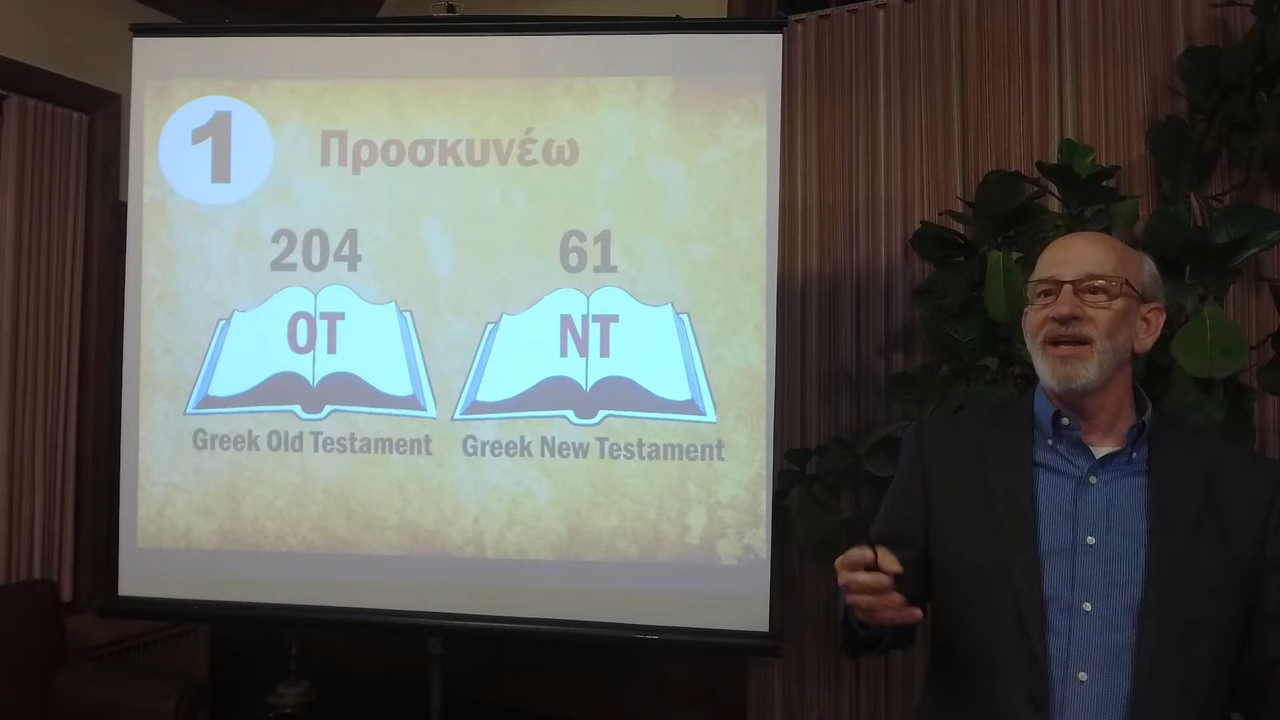 1
Προσκυνέω
204
61
OT
NT
Greek Old Testament
Greek New Testament